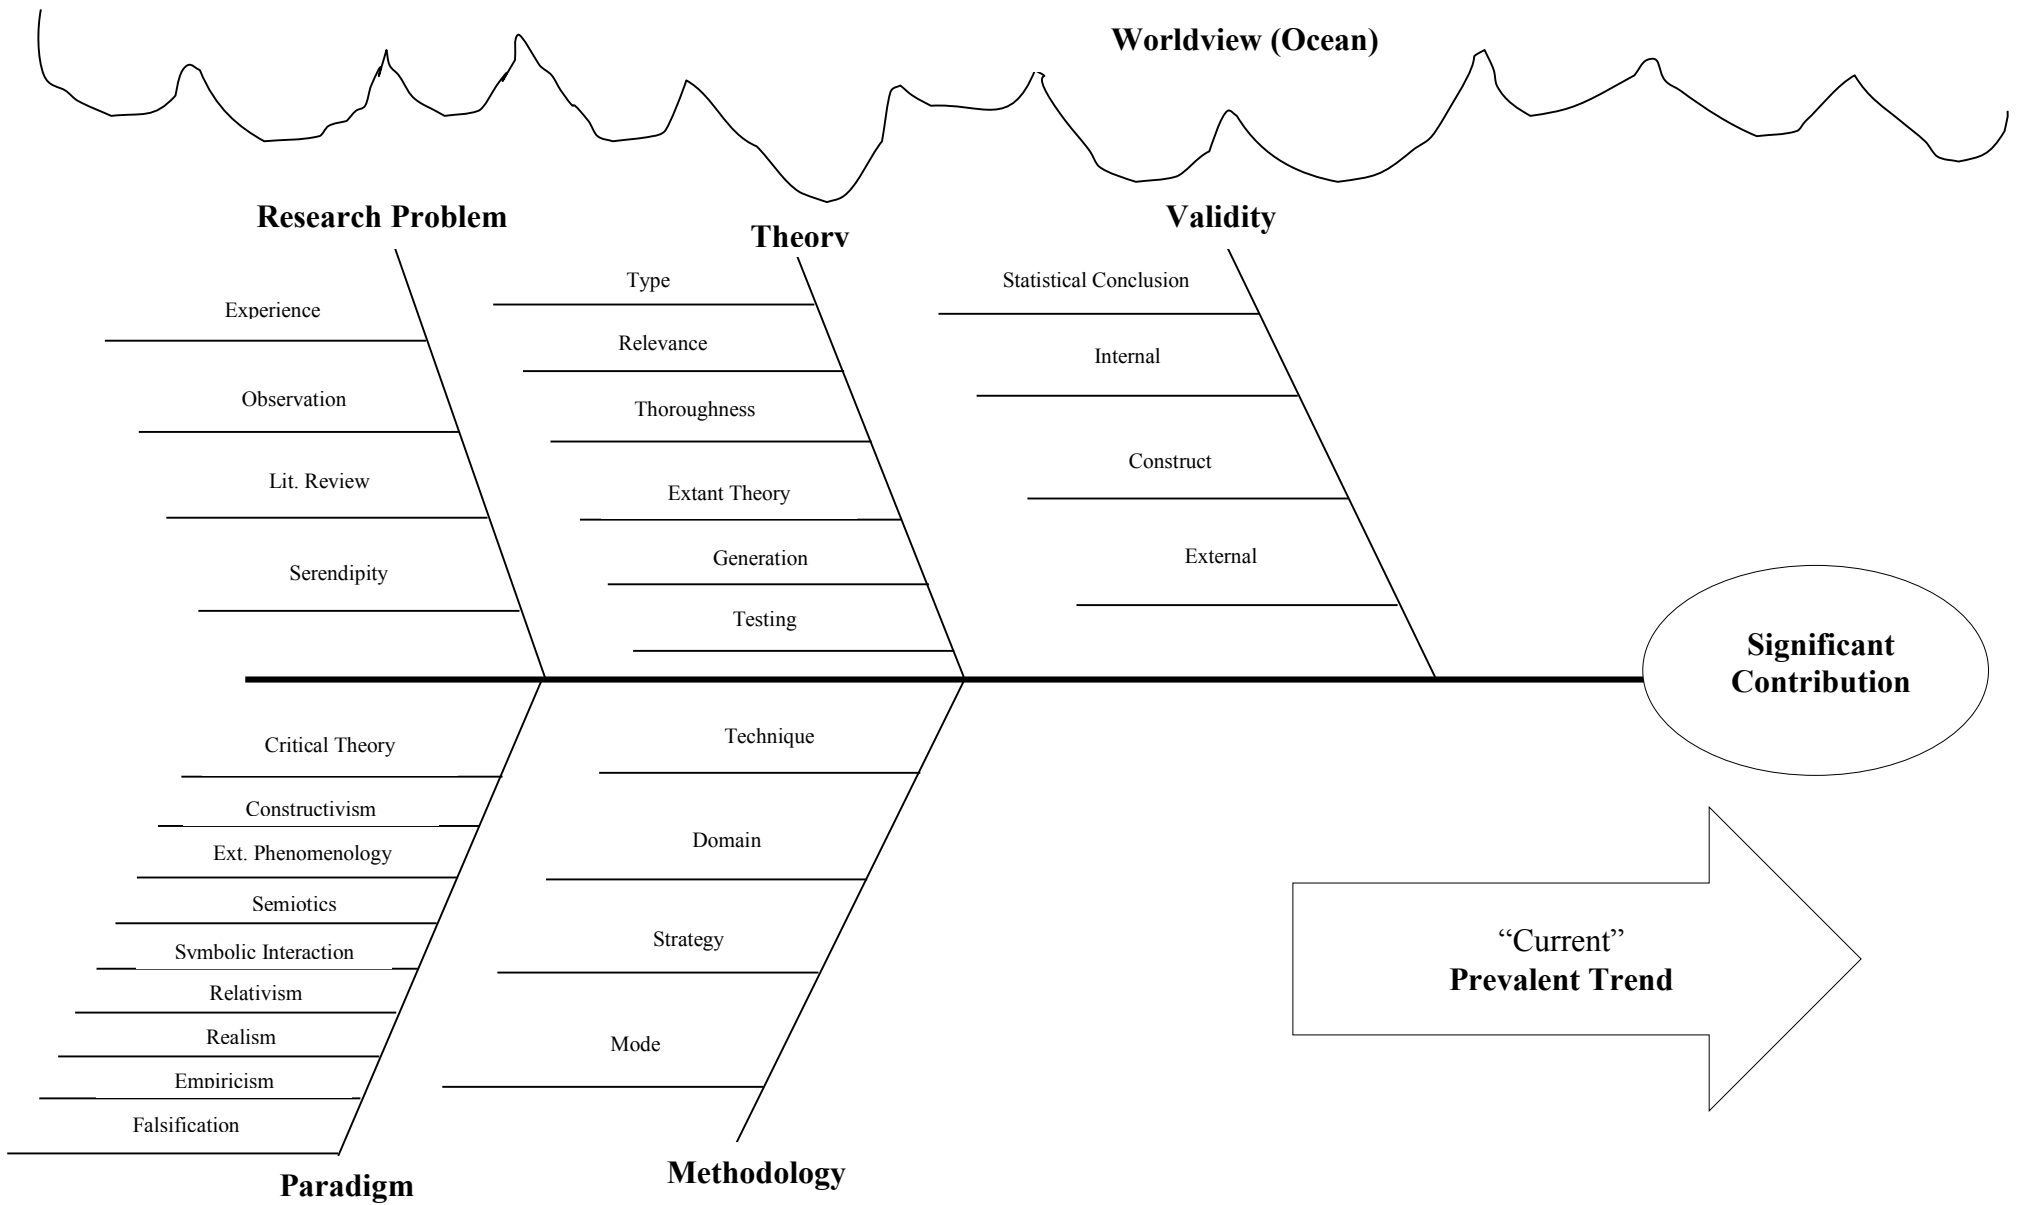 Worldview (Ocean)
Research Problem
Theory
Validity
Experience
Observation
Lit. Review
Serendipity
Type
Relevance
Thoroughness
Extant Theory
Generation
Testing
Statistical Conclusion
Internal
Construct
External
Significant
Contribution
Critical Theory
Constructivism
Ext. Phenomenology
Semiotics
Symbolic Interaction
Relativism
Realism
Empiricism
Falsification
Paradigm
Technique
Domain
Strategy
Mode
Methodology
“Current”
Prevalent Trend